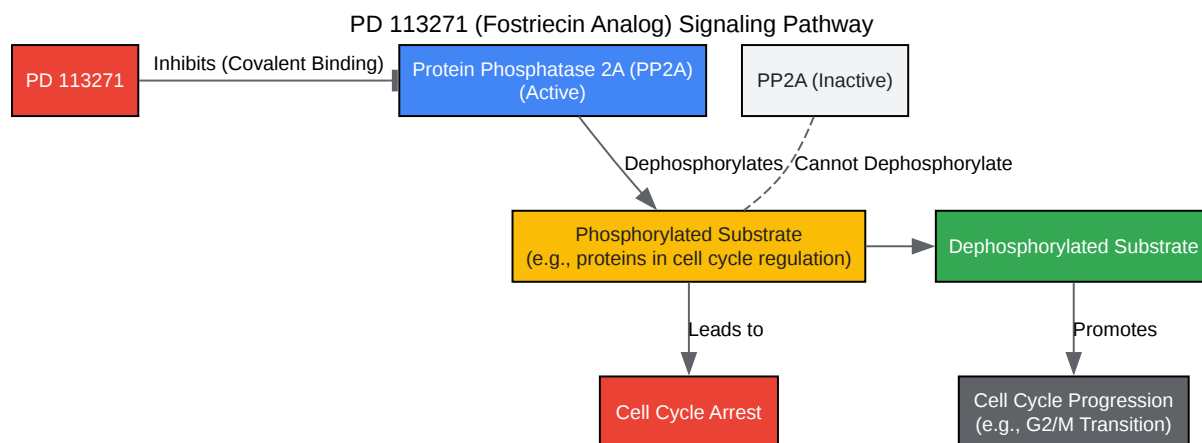 PD 113271 (Fostriecin Analog) Signaling Pathway
PD 113271
Inhibits (Covalent Binding)
Protein Phosphatase 2A (PP2A)
(Active)
PP2A (Inactive)
Dephosphorylates
Cannot Dephosphorylate
Phosphorylated Substrate
(e.g., proteins in cell cycle regulation)
Dephosphorylated Substrate
Leads to
Promotes
Cell Cycle Arrest
Cell Cycle Progression
(e.g., G2/M Transition)